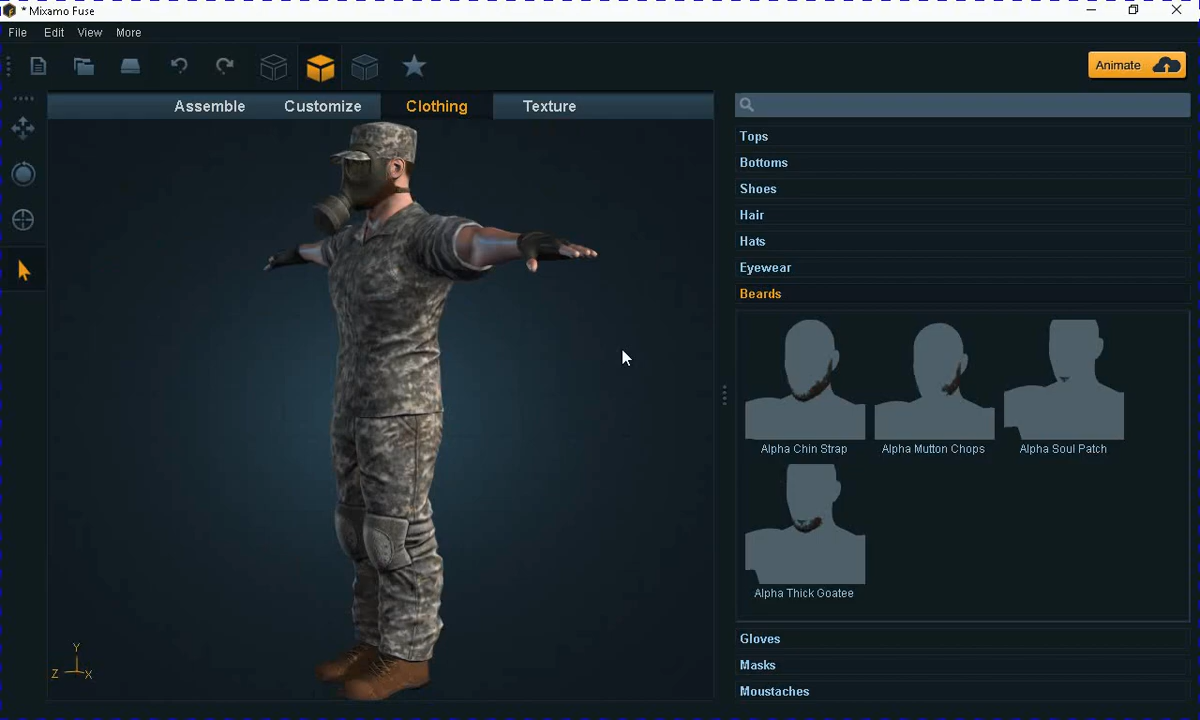 * Mixamo Fuse
File Edit View More
Animate
Assemble Customize Clothing Texture
Tops
Bottoms
Shoes
Hair
Hats
Eyewear
Beards
Alpha Chin Strap Alpha Mutton Chops Alpha Soul Patch
Alpha Thick Goatee
Gloves
Masks
Moustaches
Y
Z X